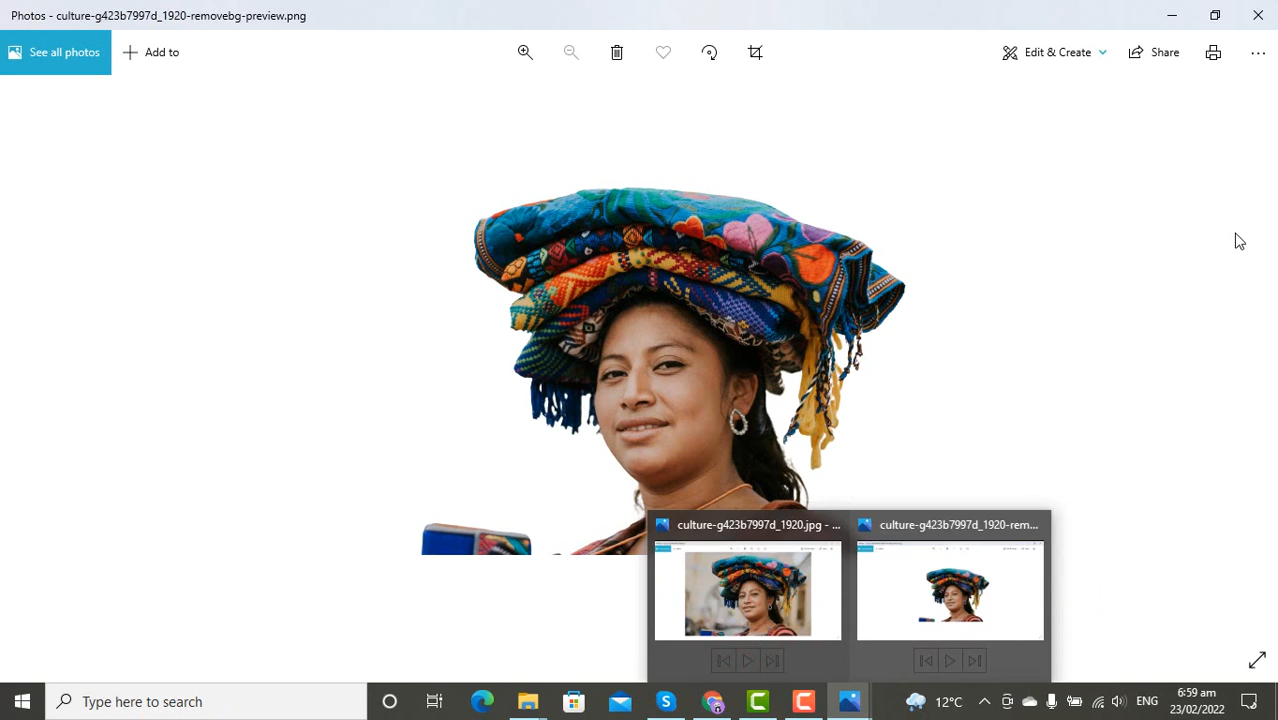 Photos - culture-g423b7997d_1920-removebg-preview.png
See all photos
Add to
Edit & Create
Share
culture-g423b7997d_1920.jpg - ...
culture-g423b7997d_1920-rem...
Type here to search
12°C
ENG
6:59 am
23/02/2022